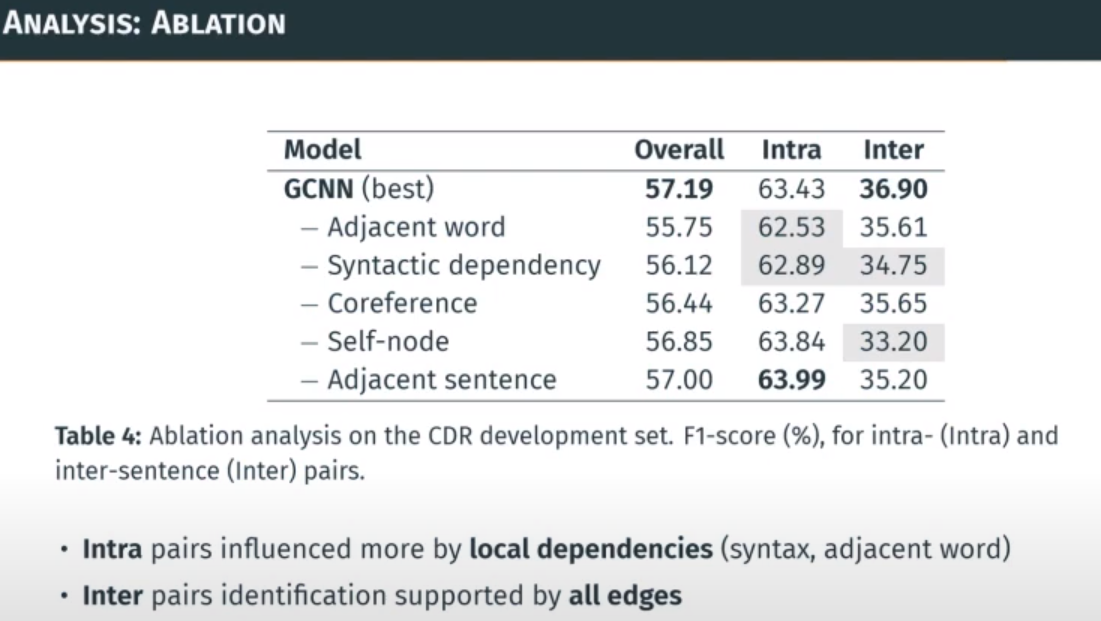 ANALYSIS: ABLATION
Model Overall Intra Inter
GCNN (best) 57.19 63.43 36.90
– Adjacent word 55.75 62.53 35.61
– Syntactic dependency 56.12 62.89 34.75
– Coreference 56.44 63.27 35.65
– Self-node 56.85 63.84 33.20
– Adjacent sentence 57.00 63.99 35.20
Table 4: Ablation analysis on the CDR development set. F1-score (%), for intra- (Intra) and
inter-sentence (Inter) pairs.
• Intra pairs influenced more by local dependencies (syntax, adjacent word)
• Inter pairs identification supported by all edges